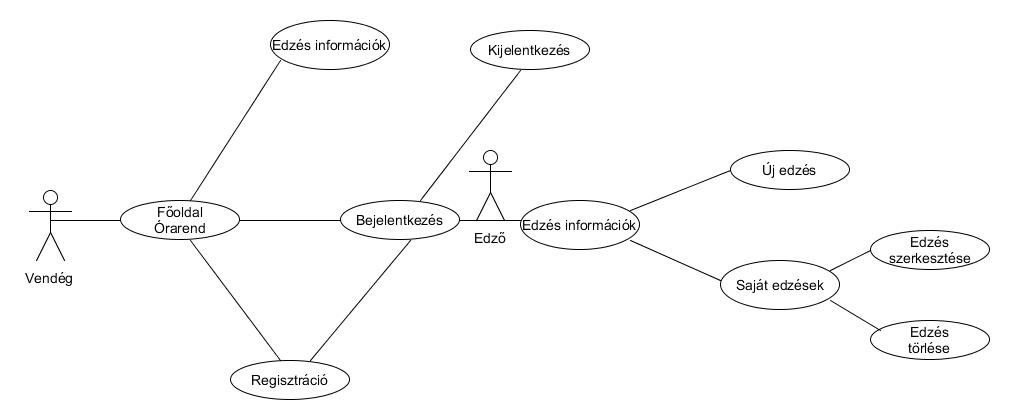 Edzés információk
Kijelentkezés
Új edzés
Vendég
Főoldal
Órarend
Bejelentkezés
Edző
Edzés információk
Saját edzések
Edzés
szerkesztése
Edzés
törlése
Regisztráció